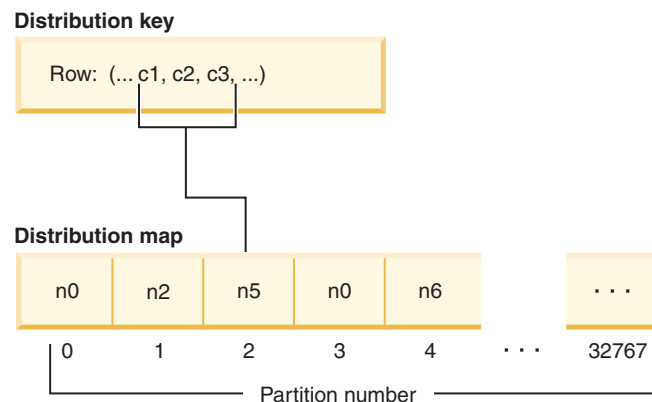 Distribution key
Row: (... c1, c2, c3, ...)
Distribution map
n0 n2 n5 n0 n6 . . .
0 1 2 3 4 . . . 32767
Partition number